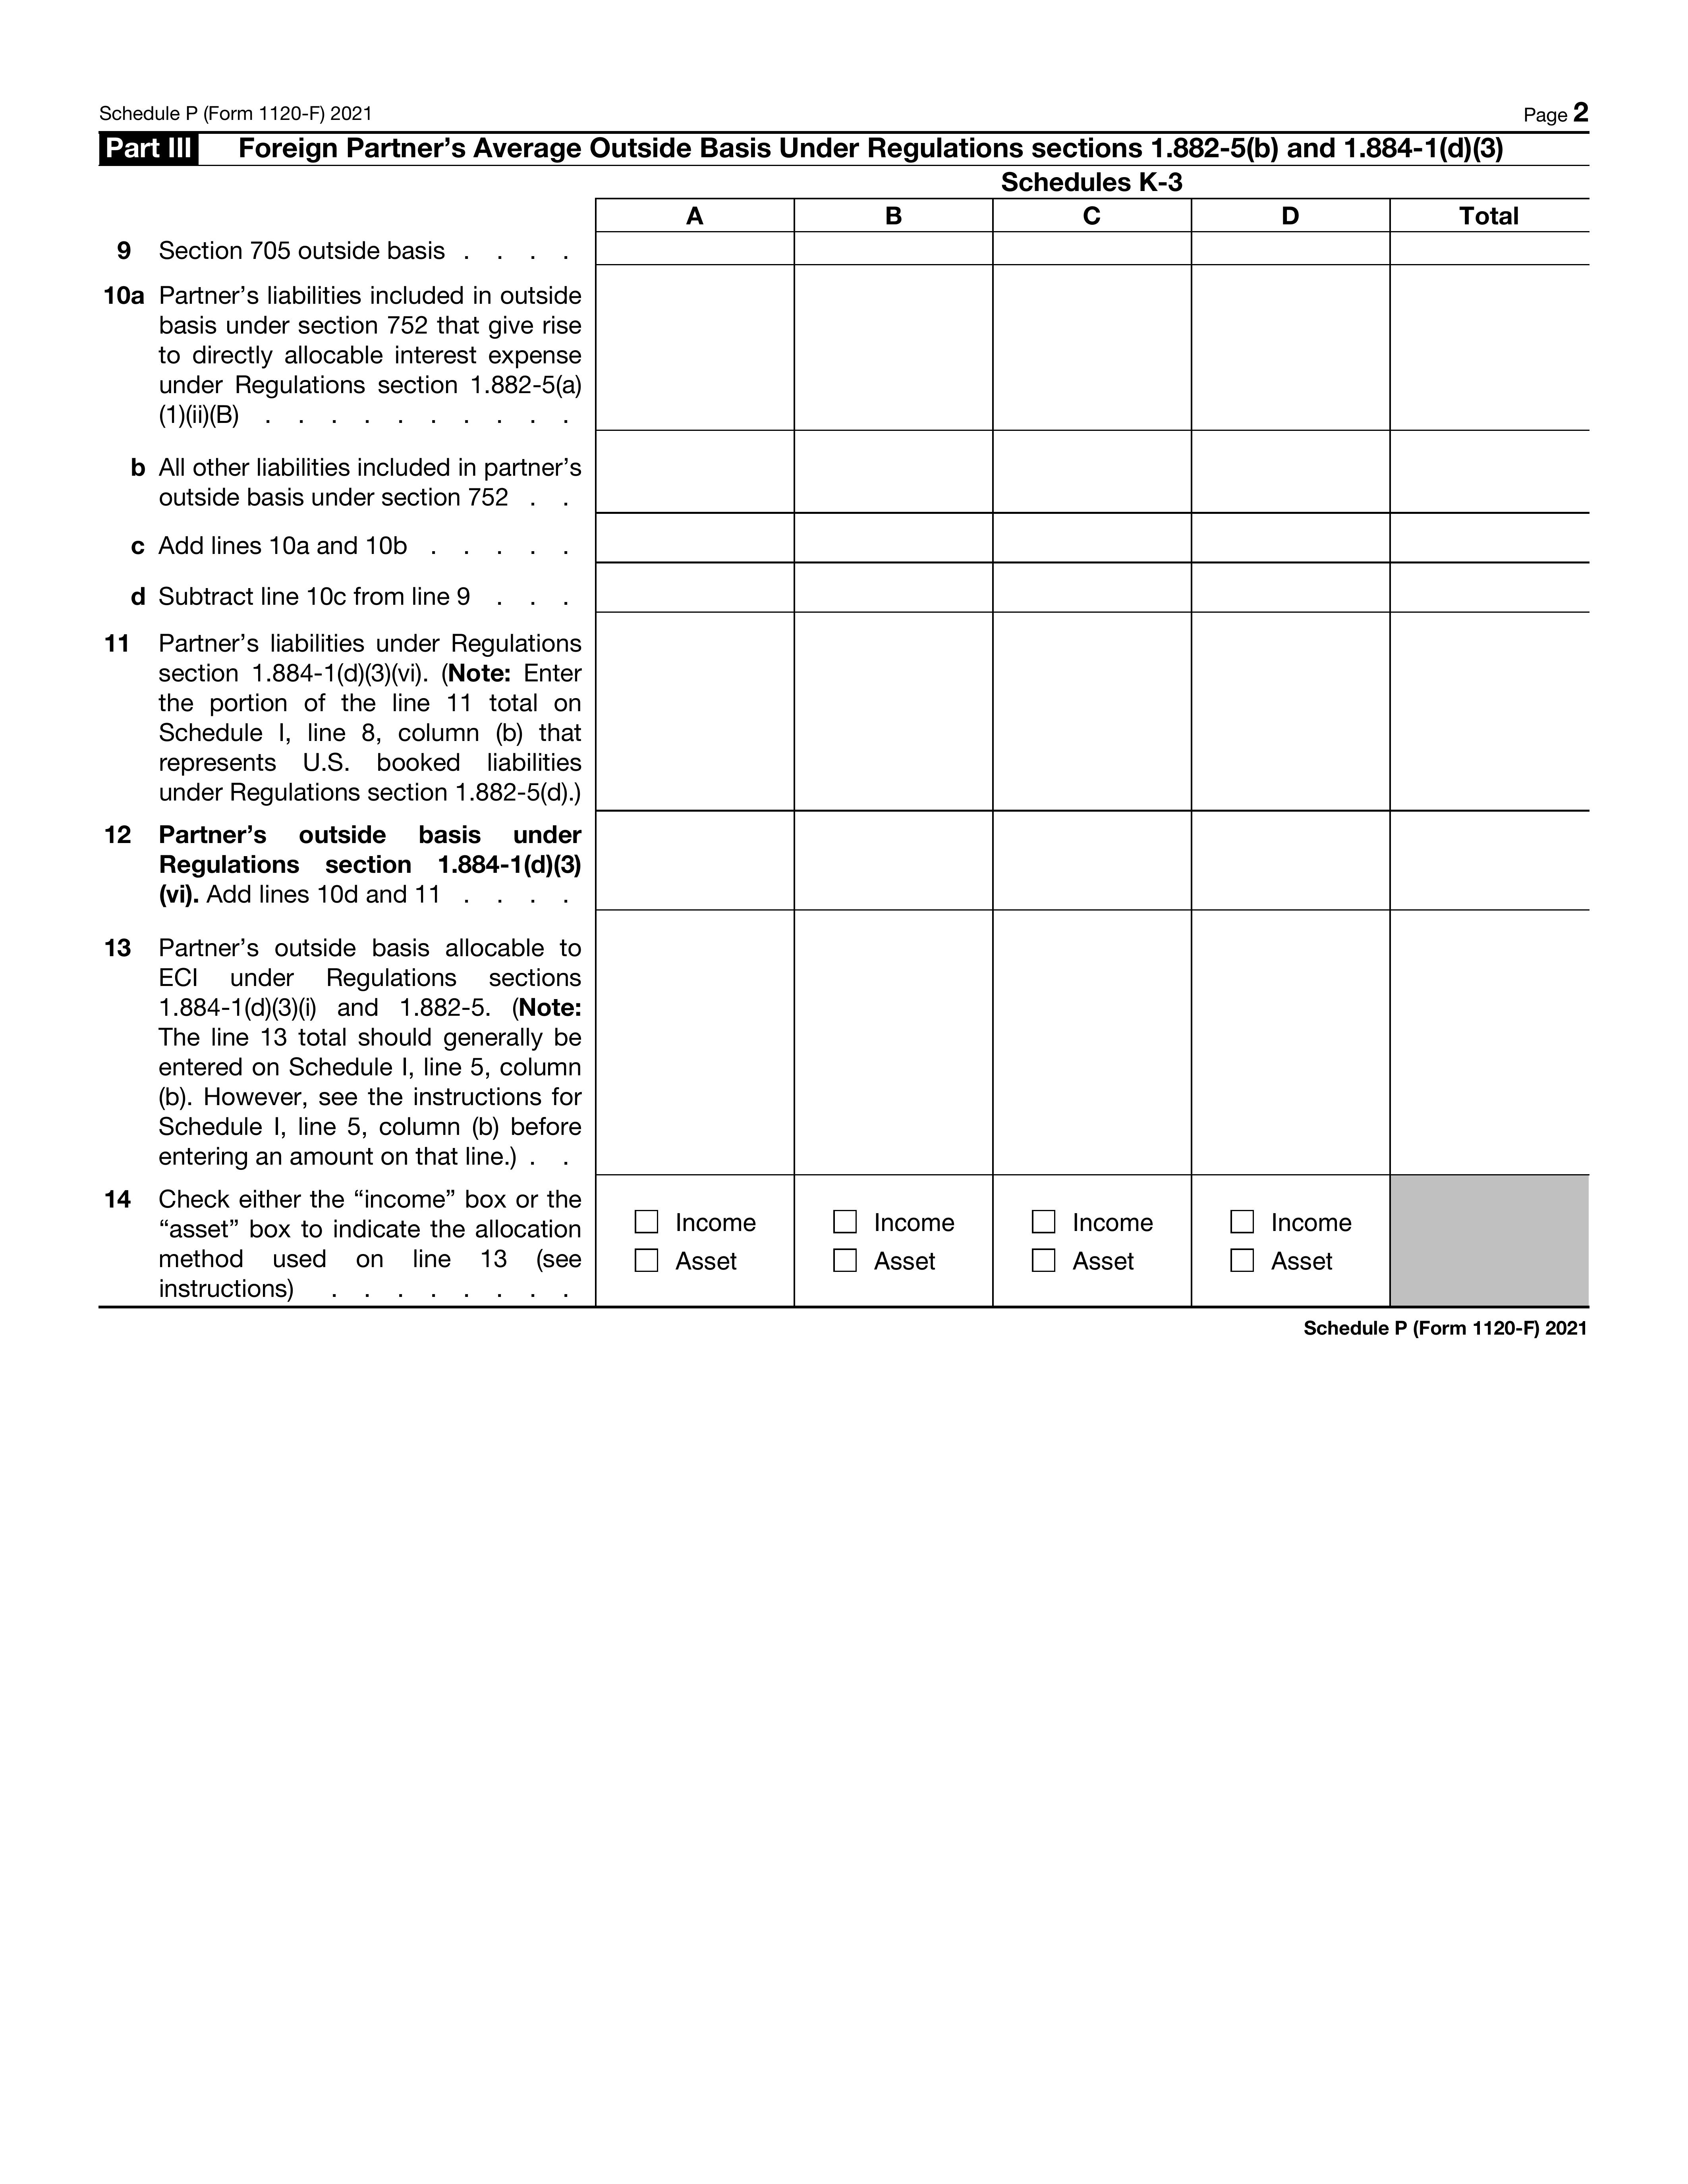 Schedule P (Form 1120-F) 2021 Page 2
Part III Foreign Partner’s Average Outside Basis Under Regulations sections 1.882-5(b) and 1.884-1(d)(3)
Schedules K-3
A B C D Total
9 Section 705 outside basis . . . .
10a Partner’s liabilities included in outside
basis under section 752 that give rise
to directly allocable interest expense
under Regulations section 1.882-5(a)
(1)(ii)(B) . . . . . . . . . .
b All other liabilities included in partner’s
outside basis under section 752 . .
c Add lines 10a and 10b . . . . .
d Subtract line 10c from line 9 . . .
11 Partner’s liabilities under Regulations
section 1.884-1(d)(3)(vi). (Note: Enter
the portion of the line 11 total on
Schedule I, line 8, column (b) that
represents U.S. booked liabilities
under Regulations section 1.882-5(d).)
12 Partner’s outside basis under
Regulations section 1.884-1(d)(3)
(vi). Add lines 10d and 11 . . . .
13 Partner’s outside basis allocable to
ECI under Regulations sections
1.884-1(d)(3)(i) and 1.882-5. (Note:
The line 13 total should generally be
entered on Schedule I, line 5, column
(b). However, see the instructions for
Schedule I, line 5, column (b) before
entering an amount on that line.) . .
14 Check either the “income” box or the
“asset” box to indicate the allocation
method used on line 13 (see
instructions) . . . . . . . .
Income Income Income Income
Asset Asset Asset Asset
Schedule P (Form 1120-F) 2021